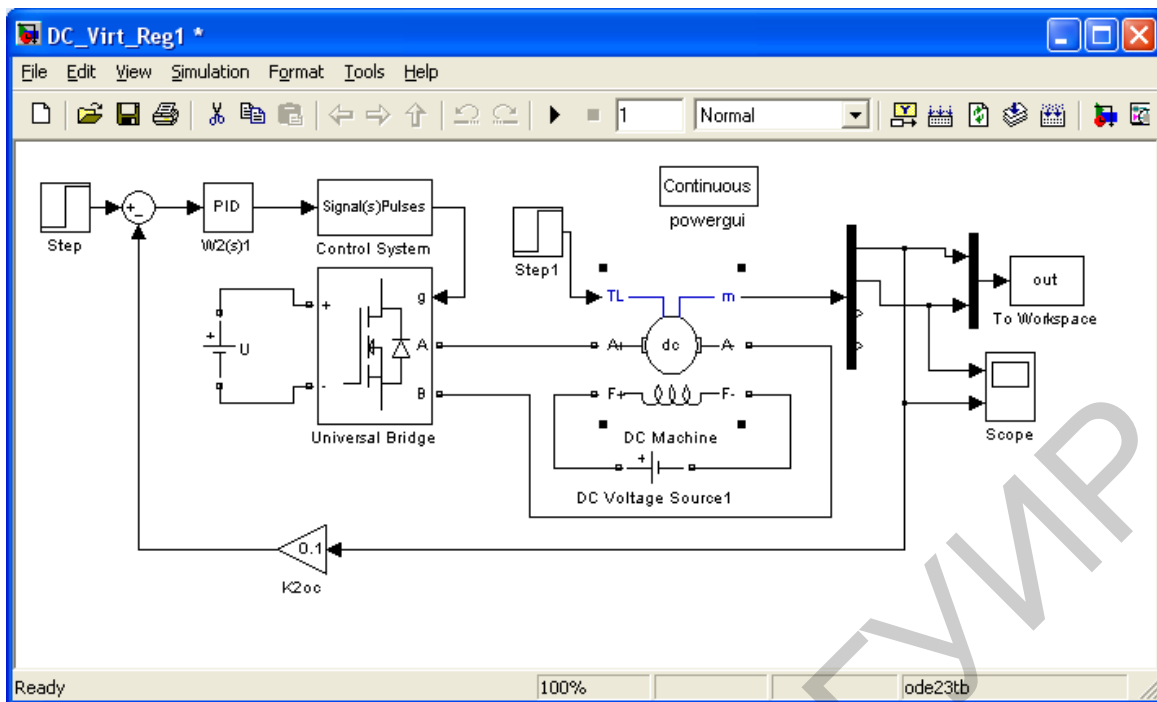 DC_Virt_Reg1 *
File Edit View Simulation Format Tools Help
1 Normal
Continuous
powergui
Step
PID
W2(s)1
Signal(s)Pulses
Control System
Step1
TL m
g
+
A
-
B
Universal Bridge
+
U
A+ dc A-
F+ F-
DC Machine
+
DC Voltage Source1
out
To Workspace
Scope
0.1
K2oc
Ready 100% ode23tb
ГУИР